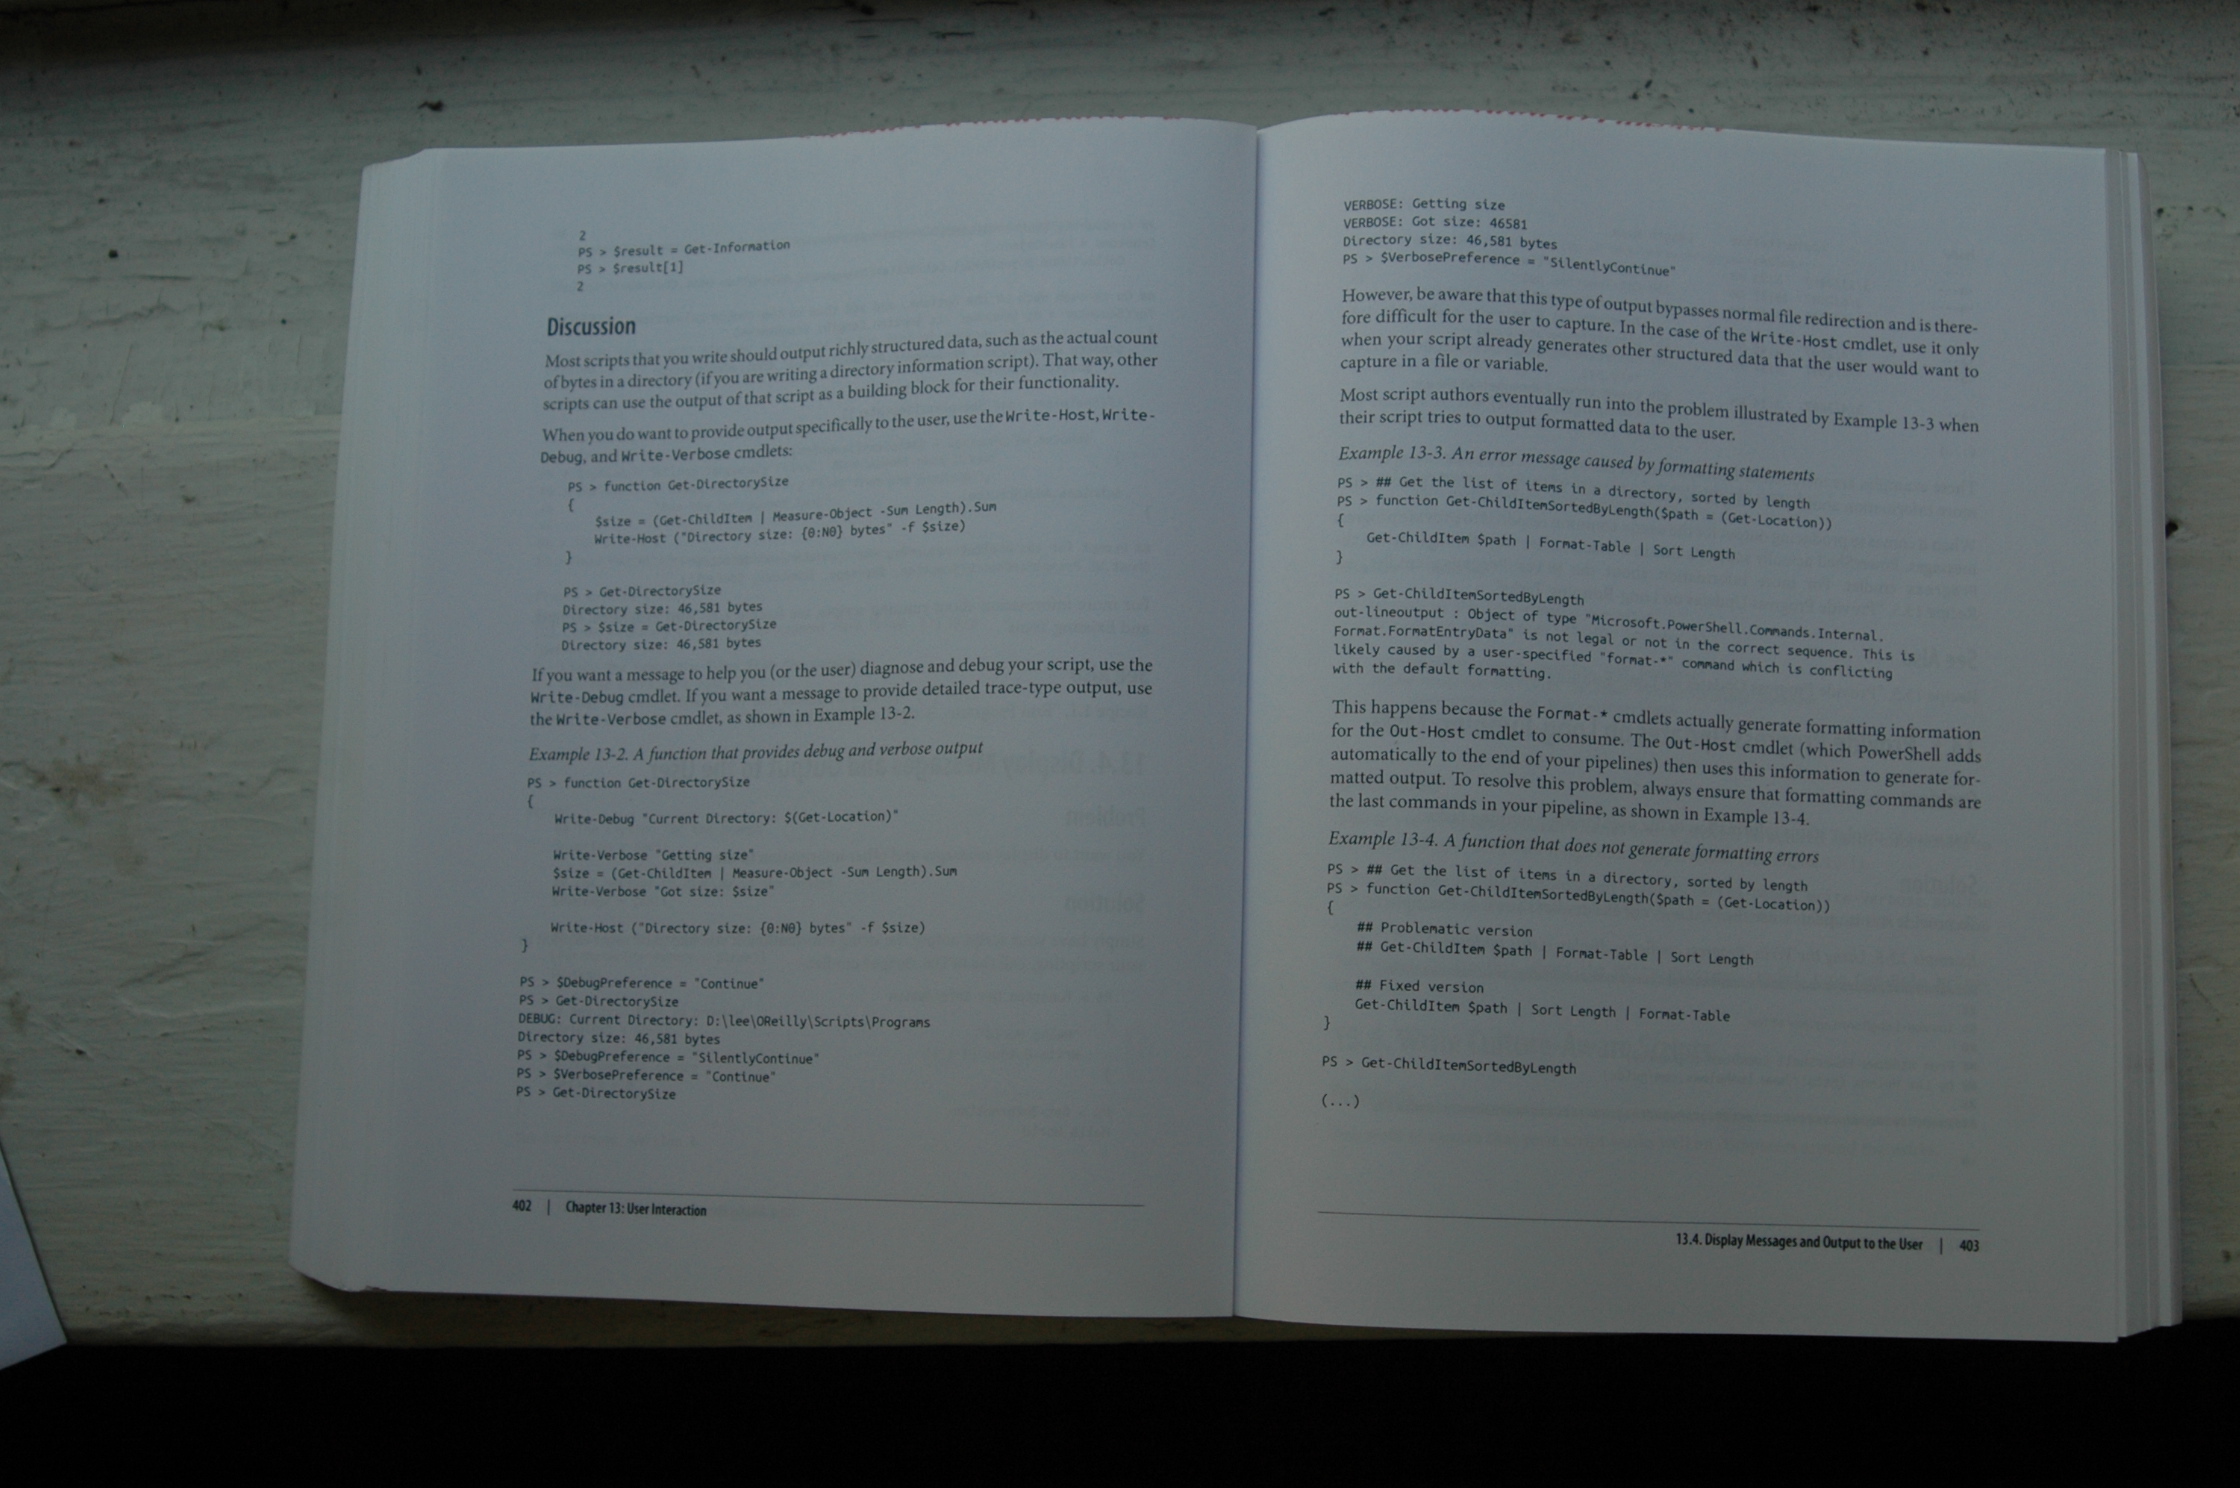 2
PS > $result = Get-Information
PS > $result[1]
2
Discussion
Most scripts that you write should output richly structured data, such as the actual count
of bytes in a directory (if you are writing a directory information script). That way, other
scripts can use the output of that script as a building block for their functionality.
When you do want to provide output specifically to the user, use the Write-Host, Write-
Debug, and Write-Verbose cmdlets:
PS > function Get-DirectorySize
{
$size = (Get-ChildItem | Measure-Object -Sum Length).Sum
Write-Host ("Directory size: {0:N0} bytes" -f $size)
}
PS > Get-DirectorySize
Directory size: 46,581 bytes
PS > $size = Get-DirectorySize
Directory size: 46,581 bytes
If you want a message to help you (or the user) diagnose and debug your script, use the
Write-Debug cmdlet. If you want a message to provide detailed trace-type output, use
the Write-Verbose cmdlet, as shown in Example 13-2.
Example 13-2. A function that provides debug and verbose output
PS > function Get-DirectorySize
{
Write-Debug "Current Directory: $(Get-Location)"
Write-Verbose "Getting size"
$size = (Get-ChildItem | Measure-Object -Sum Length).Sum
Write-Verbose "Got size: $size"
Write-Host ("Directory size: {0:N0} bytes" -f $size)
}
PS > $DebugPreference = "Continue"
PS > Get-DirectorySize
DEBUG: Current Directory: D:\lee\OReilly\Scripts\Programs
Directory size: 46,581 bytes
PS > $DebugPreference = "SilentlyContinue"
PS > $VerbosePreference = "Continue"
PS > Get-DirectorySize
402 | Chapter 13: User Interaction
VERBOSE: Getting size
VERBOSE: Got size: 46581
Directory size: 46,581 bytes
PS > $VerbosePreference = "SilentlyContinue"
However, be aware that this type of output bypasses normal file redirection and is there-
fore difficult for the user to capture. In the case of the Write-Host cmdlet, use it only
when your script already generates other structured data that the user would want to
capture in a file or variable.
Most script authors eventually run into the problem illustrated by Example 13-3 when
their script tries to output formatted data to the user.
Example 13-3. An error message caused by formatting statements
PS > ## Get the list of items in a directory, sorted by length
PS > function Get-ChildItemSortedByLength($path = (Get-Location))
{
Get-ChildItem $path | Format-Table | Sort Length
}
PS > Get-ChildItemSortedByLength
out-lineoutput : Object of type "Microsoft.PowerShell.Commands.Internal.
Format.FormatEntryData" is not legal or not in the correct sequence. This is
likely caused by a user-specified "format-*" command which is conflicting
with the default formatting.
This happens because the Format-* cmdlets actually generate formatting information
for the Out-Host cmdlet to consume. The Out-Host cmdlet (which PowerShell adds
automatically to the end of your pipelines) then uses this information to generate for-
matted output. To resolve this problem, always ensure that formatting commands are
the last commands in your pipeline, as shown in Example 13-4.
Example 13-4. A function that does not generate formatting errors
PS > ## Get the list of items in a directory, sorted by length
PS > function Get-ChildItemSortedByLength($path = (Get-Location))
{
## Problematic version
## Get-ChildItem $path | Format-Table | Sort Length
## Fixed version
Get-ChildItem $path | Sort Length | Format-Table
}
PS > Get-ChildItemSortedByLength
(...)
13.4. Display Messages and Output to the User | 403